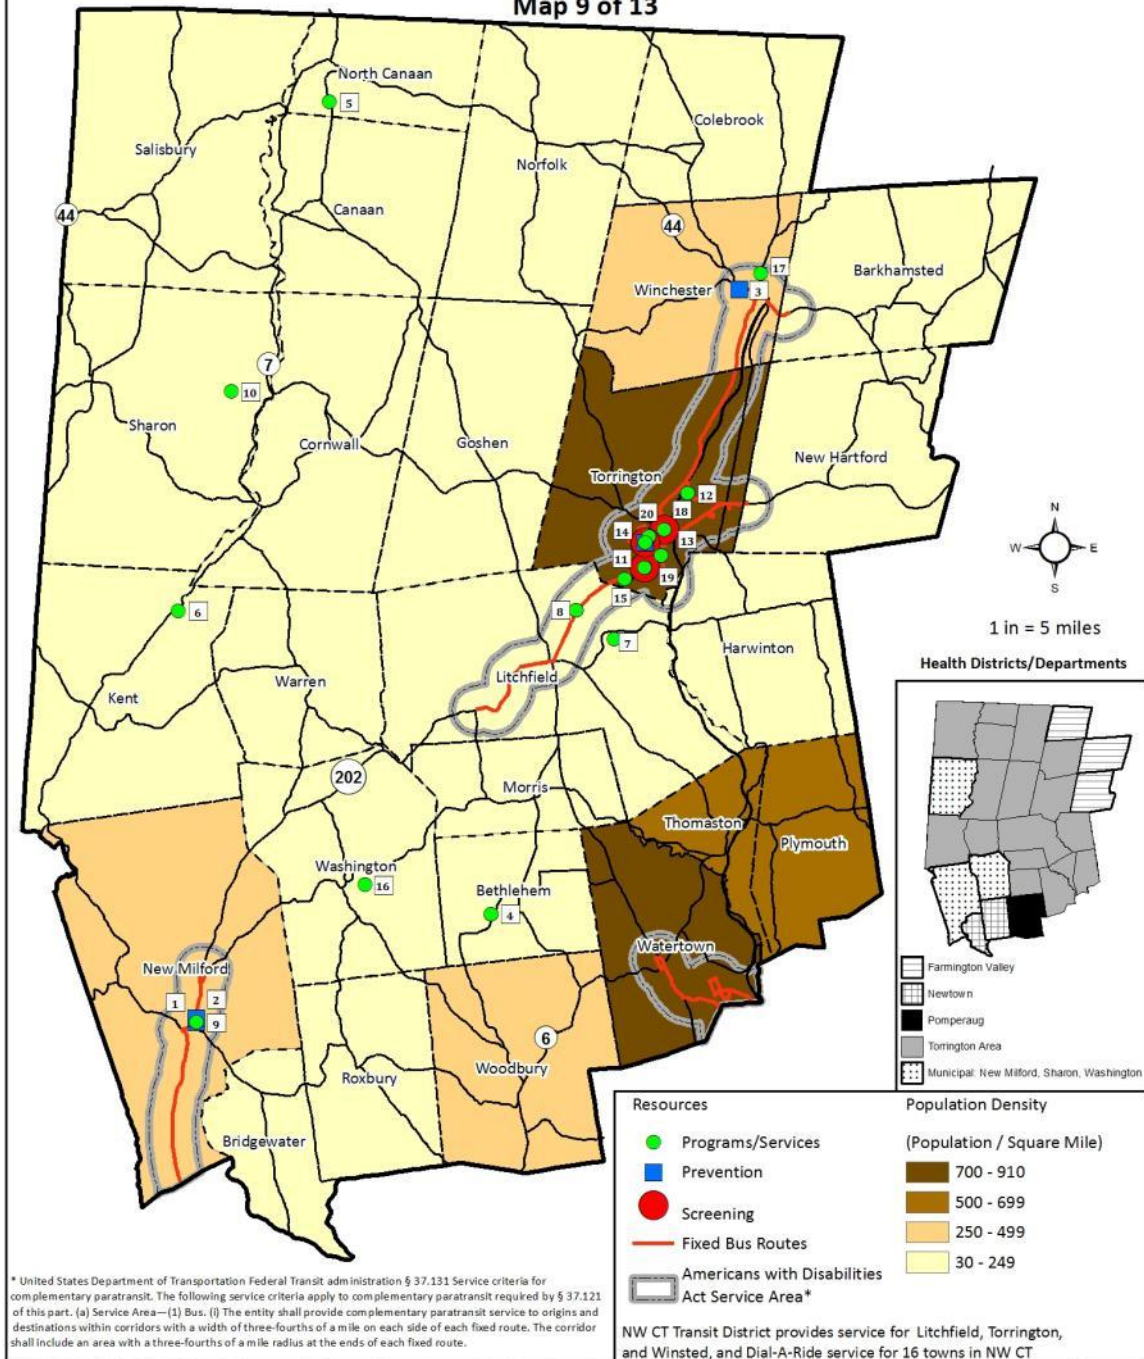 Map 9 of 13
North Canaan
5
Colebrook
Salisbury
Norfolk
Canaan
44
44
17
Barkhamsted
Winchester
3
7
10
Sharon
Cornwall
Goshen
New Hartford
Torrington
12
20
18
14
13
N
W
E
S
11
19
15
8
6
7
1 in = 5 miles
Harwinton
Health Districts/Departments
Litchfield
Warren
Kent
202
Morris
Thomaston
Plymouth
Washington
16
Bethlehem
4
Watertown
New Milford
1
2
9
6
Woodbury
Roxbury
Bridgewater
Farmington Valley
Newtown
Pomperaug
Torrington Area
Municipal: New Milford, Sharon, Washington
Resources
Programs/Services
Prevention
Screening
Fixed Bus Routes
Americans with Disabilities
Act Service Area*
Population Density
(Population / Square Mile)
700 - 910
500 - 699
250 - 499
30 - 249
NW CT Transit District provides service for Litchfield, Torrington,
and Winsted, and Dial-A-Ride service for 16 towns in NW CT
* United States Department of Transportation Federal Transit administration § 37.131 Service criteria for
complementary paratransit. The following service criteria apply to complementary paratransit required by § 37.121
of this part. (a) Service Area—(1) Bus. (i) The entity shall provide complementary paratransit service to origins and
destinations within corridors with a width of three-fourths of a mile on each side of each fixed route. The corridor
shall include an area with a three-fourths of a mile radius at the ends of each fixed route.